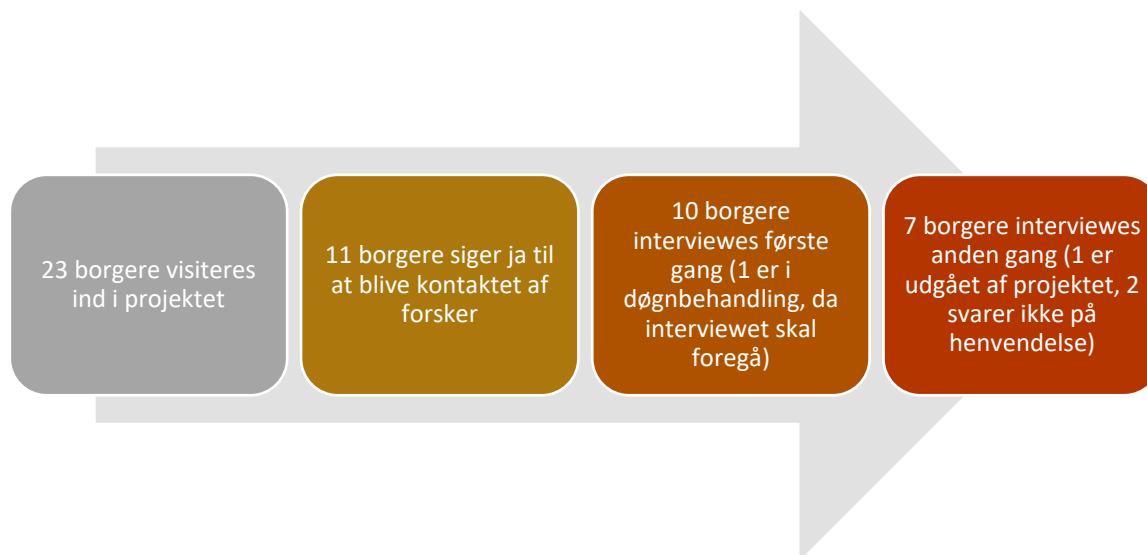 23 borgere visiteres
ind i projektet
11 borgere siger ja til
at blive kontaktet af
forsker
10 borgere
interviewes første
gang (1 er i
døgnbehandling, da
interviewet skal
foregå)
7 borgere interviewes
anden gang (1 er
udgået af projektet, 2
svarer ikke på
henvendelse)